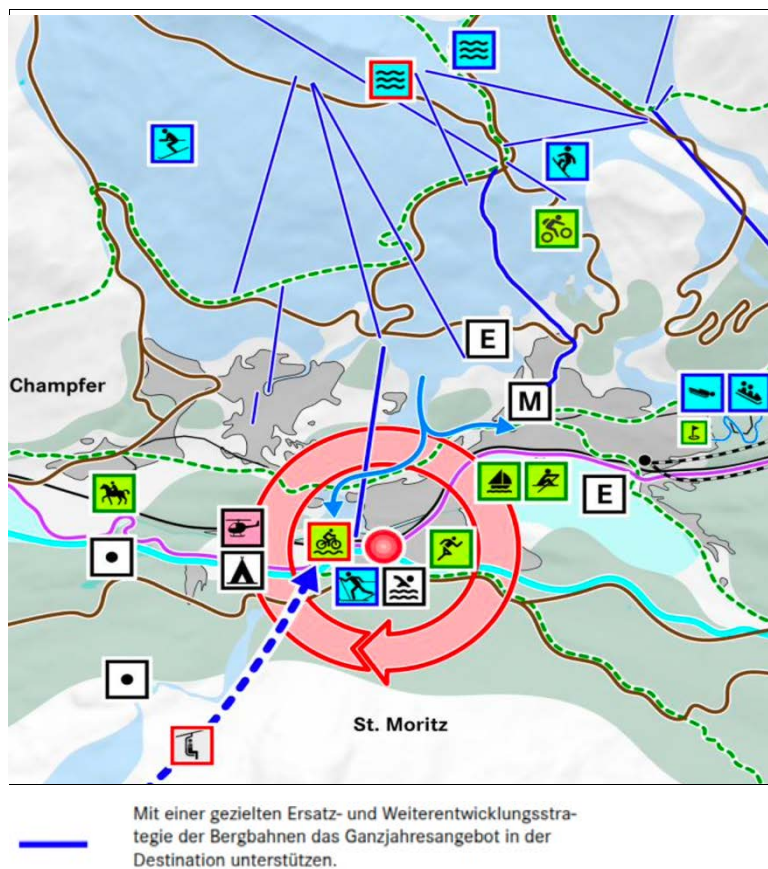 E
Champfer
M
E
St. Moritz
Mit einer gezielten Ersatz- und Weiterentwicklungsstra-
tegie der Bergbahnen das Ganzjahresangebot in der
Destination unterstützen.